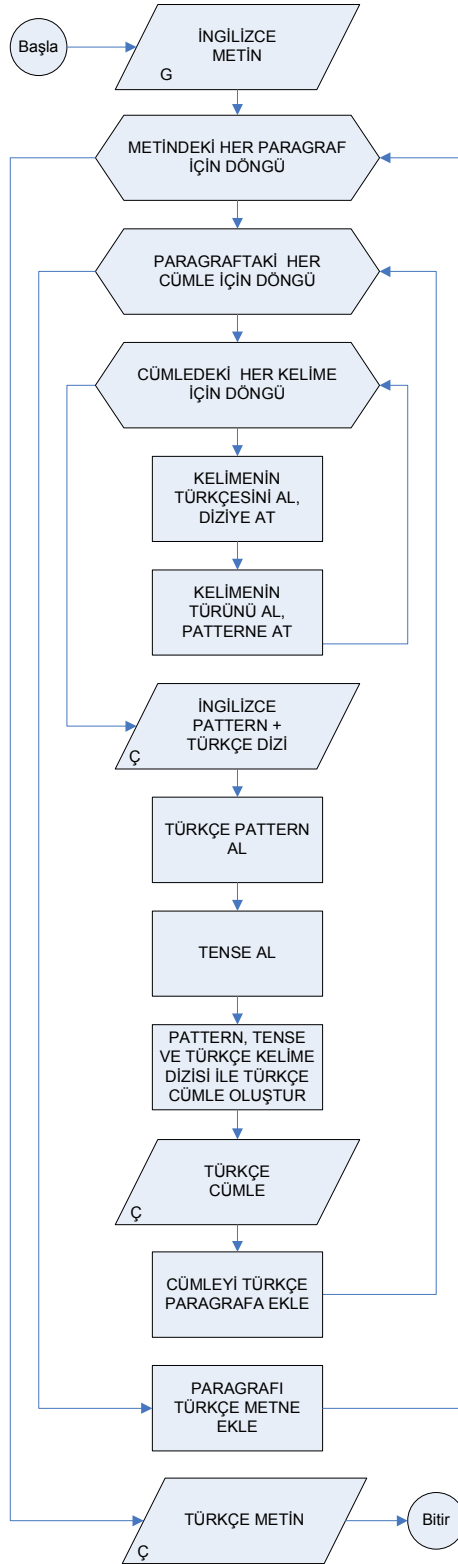 Başla
İNGİLİZCE
METİN
G
METİNDEKİ HER PARAGRAF
İÇİN DÖNGÜ
PARAGRAFTAKİ HER
CÜMLE İÇİN DÖNGÜ
CÜMLEDEKİ HER KELİME
İÇİN DÖNGÜ
KELİMENİN
TÜRKÇESİNİ AL,
DİZİYE AT
KELİMENİN
TÜRÜNÜ AL,
PATTERNE AT
İNGİLİZCE
PATTERN +
TÜRKÇE DİZİ
Ç
TÜRKÇE PATTERN
AL
TENSE AL
PATTERN, TENSE
VE TÜRKÇE KELİME
DİZİSİ İLE TÜRKÇE
CÜMLE OLUŞTUR
TÜRKÇE
CÜMLE
Ç
CÜMLEYİ TÜRKÇE
PARAGRAFA EKLE
PARAGRAFI
TÜRKÇE METNE
EKLE
TÜRKÇE METİN
Ç
Bitir